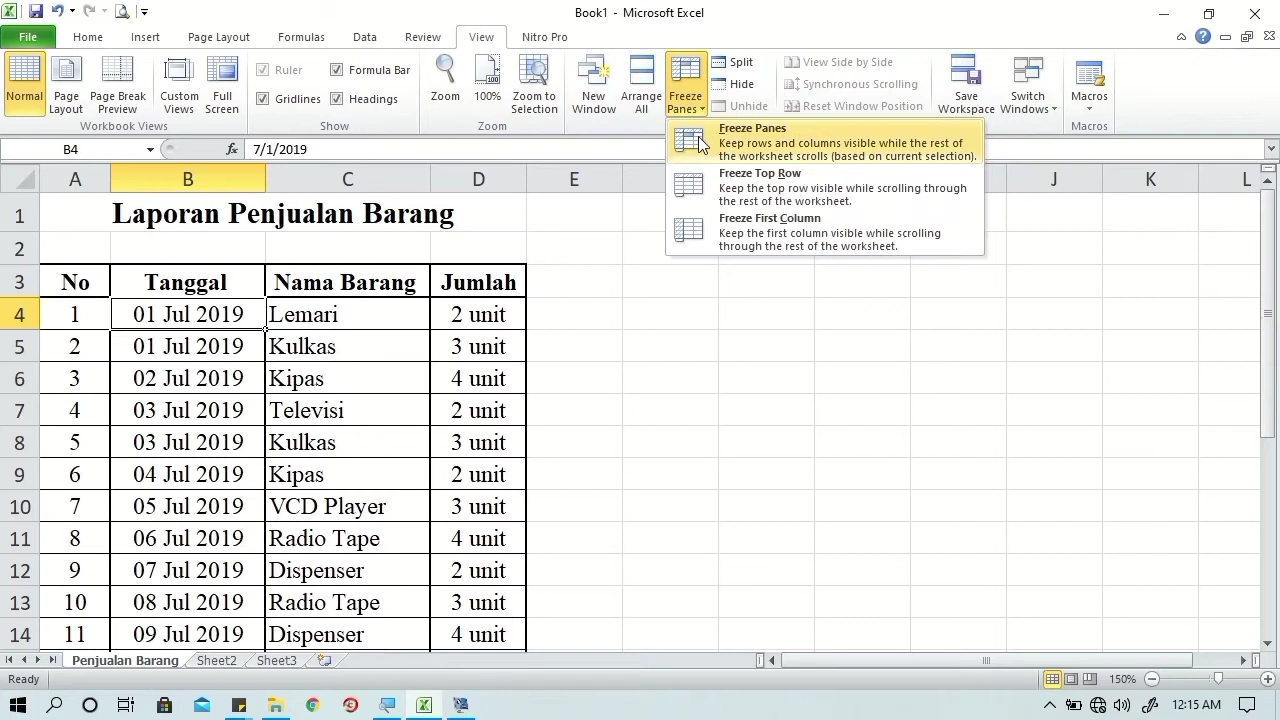 Book1 - Microsoft Excel
File Home Insert Page Layout Formulas Data Review View Nitro Pro
Normal
Page Layout
Page Break Preview
Custom Views
Full Screen
Workbook Views
Ruler
Formula Bar
Gridlines
Headings
Show
Zoom
100%
Zoom to Selection
Zoom
New Window
Arrange All
Freeze Panes
Split
Hide
Unhide
View Side by Side
Synchronous Scrolling
Reset Window Position
Save Workspace
Switch Windows
Macros
Macros
Freeze Panes
Keep rows and columns visible while the rest of
the worksheet scrolls (based on current selection).
Freeze Top Row
Keep the top row visible while scrolling through
the rest of the worksheet.
Freeze First Column
Keep the first column visible while scrolling
through the rest of the worksheet.
B4 fx 7/1/2019
A B C D E J K L
1 Laporan Penjualan Barang
2
3 No Tanggal Nama Barang Jumlah
4 1 01 Jul 2019 Lemari 2 unit
5 2 01 Jul 2019 Kulkas 3 unit
6 3 02 Jul 2019 Kipas 4 unit
7 4 03 Jul 2019 Televisi 2 unit
8 5 03 Jul 2019 Kulkas 3 unit
9 6 04 Jul 2019 Kipas 2 unit
10 7 05 Jul 2019 VCD Player 3 unit
11 8 06 Jul 2019 Radio Tape 4 unit
12 9 07 Jul 2019 Dispenser 2 unit
13 10 08 Jul 2019 Radio Tape 3 unit
14 11 09 Jul 2019 Dispenser 4 unit
Penjualan Barang Sheet2 Sheet3
Ready 150%
12:15 AM